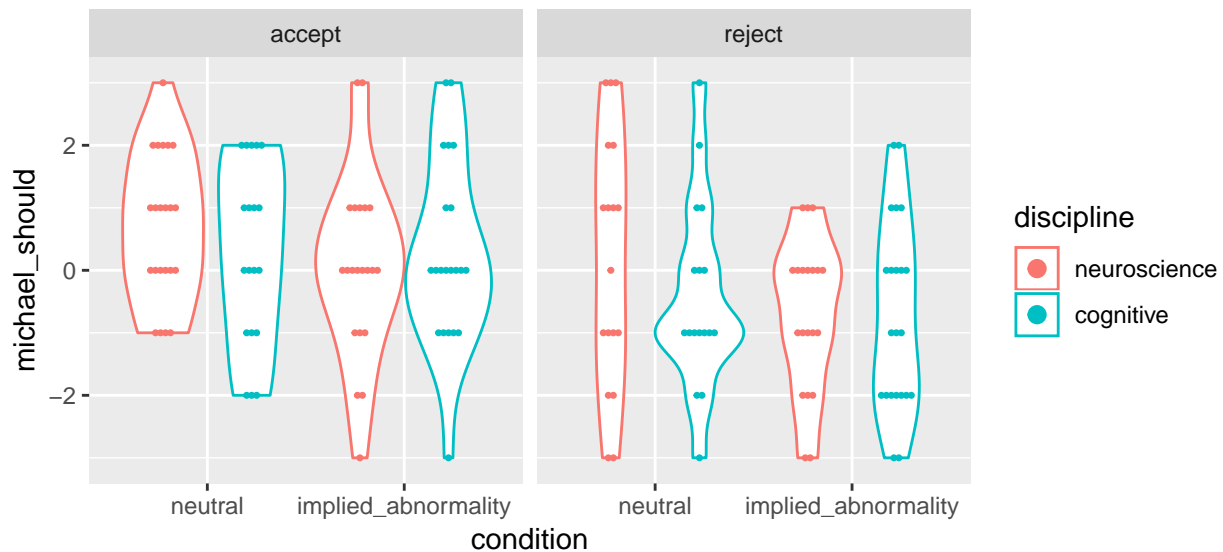 accept
reject
michael_should
2
0
−2
neutral
implied_abnormality
neutral
implied_abnormality
condition
discipline
neuroscience
cognitive